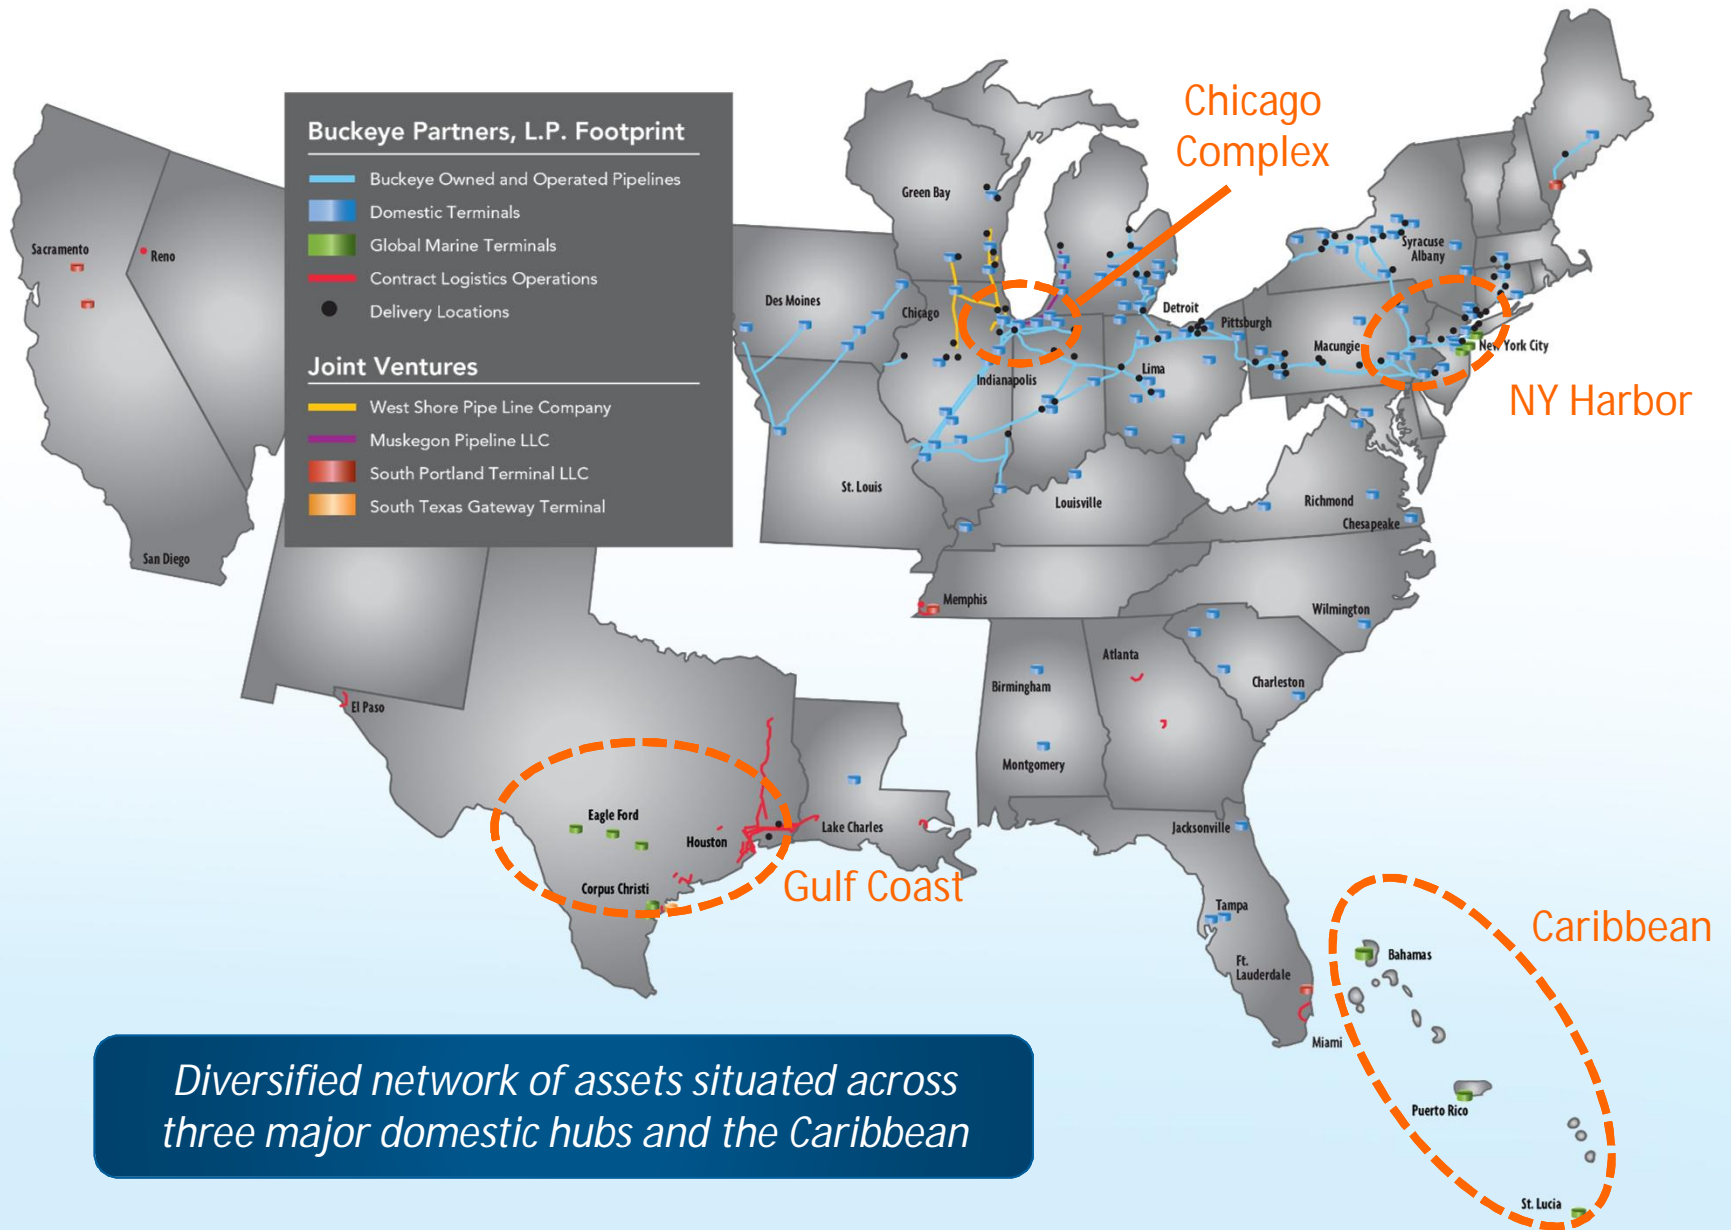 Chicago
Complex
Buckeye Partners, L.P. Footprint
Buckeye Owned and Operated Pipelines
Domestic Terminals
Global Marine Terminals
Contract Logistics Operations
Delivery Locations
Joint Ventures
West Shore Pipe Line Company
Muskegon Pipeline LLC
South Portland Terminal LLC
South Texas Gateway Terminal
Green Bay
Sacramento
Reno
Syracuse
Albany
Des Moines
Chicago
Detroit
Pittsburgh
Macungie
New York City
Indianapolis
Lima
NY Harbor
St. Louis
Louisville
Richmond
Chesapeake
San Diego
Memphis
Wilmington
Atlanta
Birmingham
Charleston
El Paso
Montgomery
Eagle Ford
Houston
Lake Charles
Jacksonville
Corpus Christi
Gulf Coast
Tampa
Caribbean
Ft.
Lauderdale
Bahamas
Miami
Puerto Rico
St. Lucia
Diversified network of assets situated across
three major domestic hubs and the Caribbean